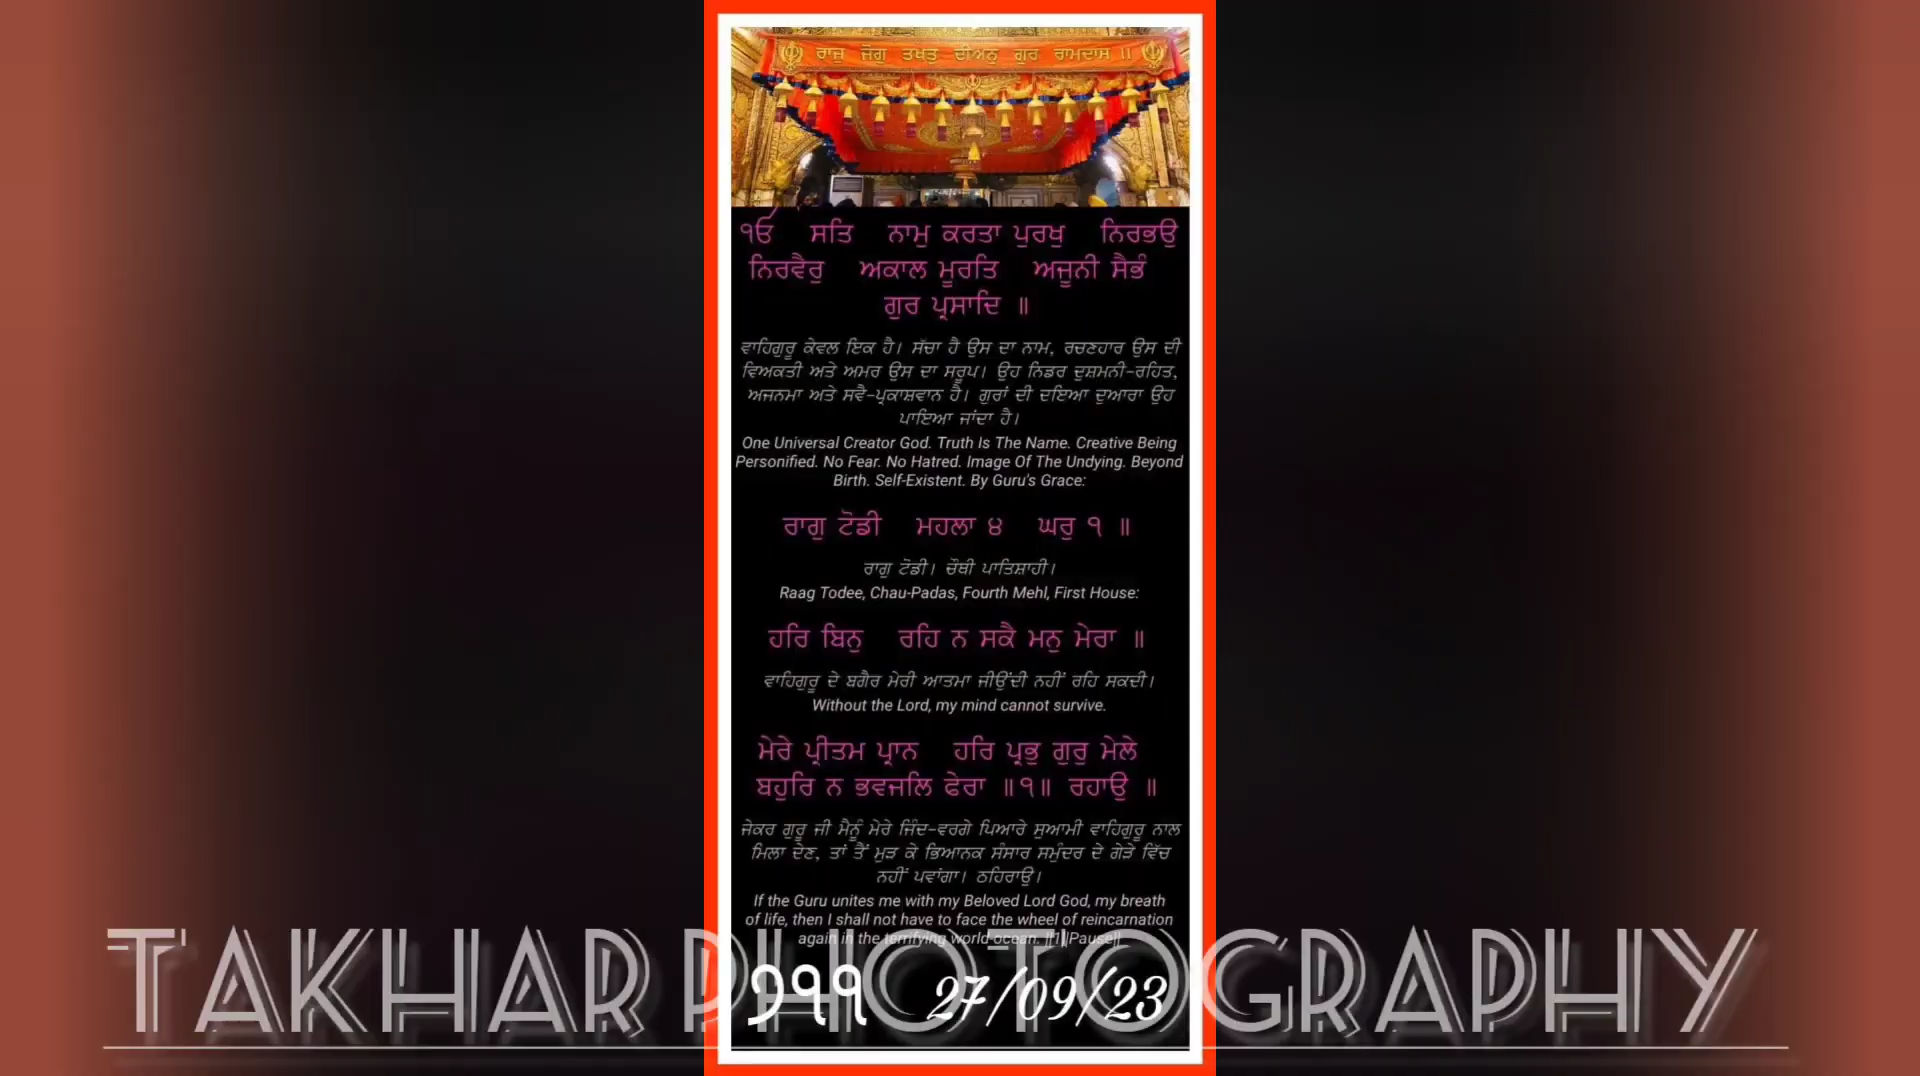 ਰਾਜੁ ਜੋਗੁ ਤਖਤੁ ਦੀਅਨੁ ਗੁਰ ਰਾਮਦਾਸ ॥
ੴ ਸਤਿ ਨਾਮੁ ਕਰਤਾ ਪੁਰਖੁ ਨਿਰਭਉ
ਨਿਰਵੈਰੁ ਅਕਾਲ ਮੂਰਤਿ ਅਜੂਨੀ ਸੈਭੰ
ਗੁਰ ਪ੍ਰਸਾਦਿ ॥
ਵਾਹਿਗੁਰੂ ਕੇਵਲ ਇਕ ਹੈ। ਸੱਚਾ ਹੈ ਉਸ ਦਾ ਨਾਮ, ਰਚਣਹਾਰ ਉਸ ਦੀ
ਵਿਅਕਤੀ ਅਤੇ ਅਮਰ ਉਸ ਦਾ ਸਰੂਪ। ਉਹ ਨਿਡਰ ਦੁਸ਼ਮਨੀ-ਰਹਿਤ,
ਅਜਨਮਾ ਅਤੇ ਸਵੈ-ਪ੍ਰਕਾਸ਼ਵਾਨ ਹੈ। ਗੁਰਾਂ ਦੀ ਦਇਆ ਦੁਆਰਾ ਉਹ
ਪਾਇਆ ਜਾਂਦਾ ਹੈ।
One Universal Creator God. Truth Is The Name. Creative Being
Personified. No Fear. No Hatred. Image Of The Undying. Beyond
Birth. Self-Existent. By Guru's Grace:
ਰਾਗੁ ਟੋਡੀ ਮਹਲਾ ੪ ਘਰੁ ੧ ॥
ਰਾਗੁ ਟੋਡੀ। ਚੌਥੀ ਪਾਤਿਸ਼ਾਹੀ।
Raag Todee, Chau-Padas, Fourth Mehl, First House:
ਹਰਿ ਬਿਨੁ ਰਹਿ ਨ ਸਕੈ ਮਨੁ ਮੇਰਾ ॥
ਵਾਹਿਗੁਰੂ ਦੇ ਬਗੈਰ ਮੇਰੀ ਆਤਮਾ ਜੀਉਂਦੀ ਨਹੀਂ ਰਹਿ ਸਕਦੀ।
Without the Lord, my mind cannot survive.
ਮੇਰੇ ਪ੍ਰੀਤਮ ਪ੍ਰਾਨ ਹਰਿ ਪ੍ਰਭੁ ਗੁਰੁ ਮੇਲੇ
ਬਹੁਰਿ ਨ ਭਵਜਲਿ ਫੇਰਾ ॥੧॥ ਰਹਾਉ ॥
ਜੇਕਰ ਗੁਰੂ ਜੀ ਮੈਨੂੰ ਮੇਰੇ ਜਿੰਦ-ਵਰਗੇ ਪਿਆਰੇ ਸੁਆਮੀ ਵਾਹਿਗੁਰੂ ਨਾਲ
ਮਿਲਾ ਦੇਣ, ਤਾਂ ਤੈਂ ਮੁੜ ਕੇ ਭਿਆਨਕ ਸੰਸਾਰ ਸਮੁੰਦਰ ਦੇ ਗੇੜੇ ਵਿੱਚ
ਨਹੀਂ ਪਵਾਂਗਾ। ਠਹਿਰਾਉ।
If the Guru unites me with my Beloved Lord God, my breath
of life, then I shall not have to face the wheel of reincarnation
again in the terrifying world-ocean. ||1||Pause||
੭੧੧ 27/09/23
TAKHAR PHOTOGRAPHY